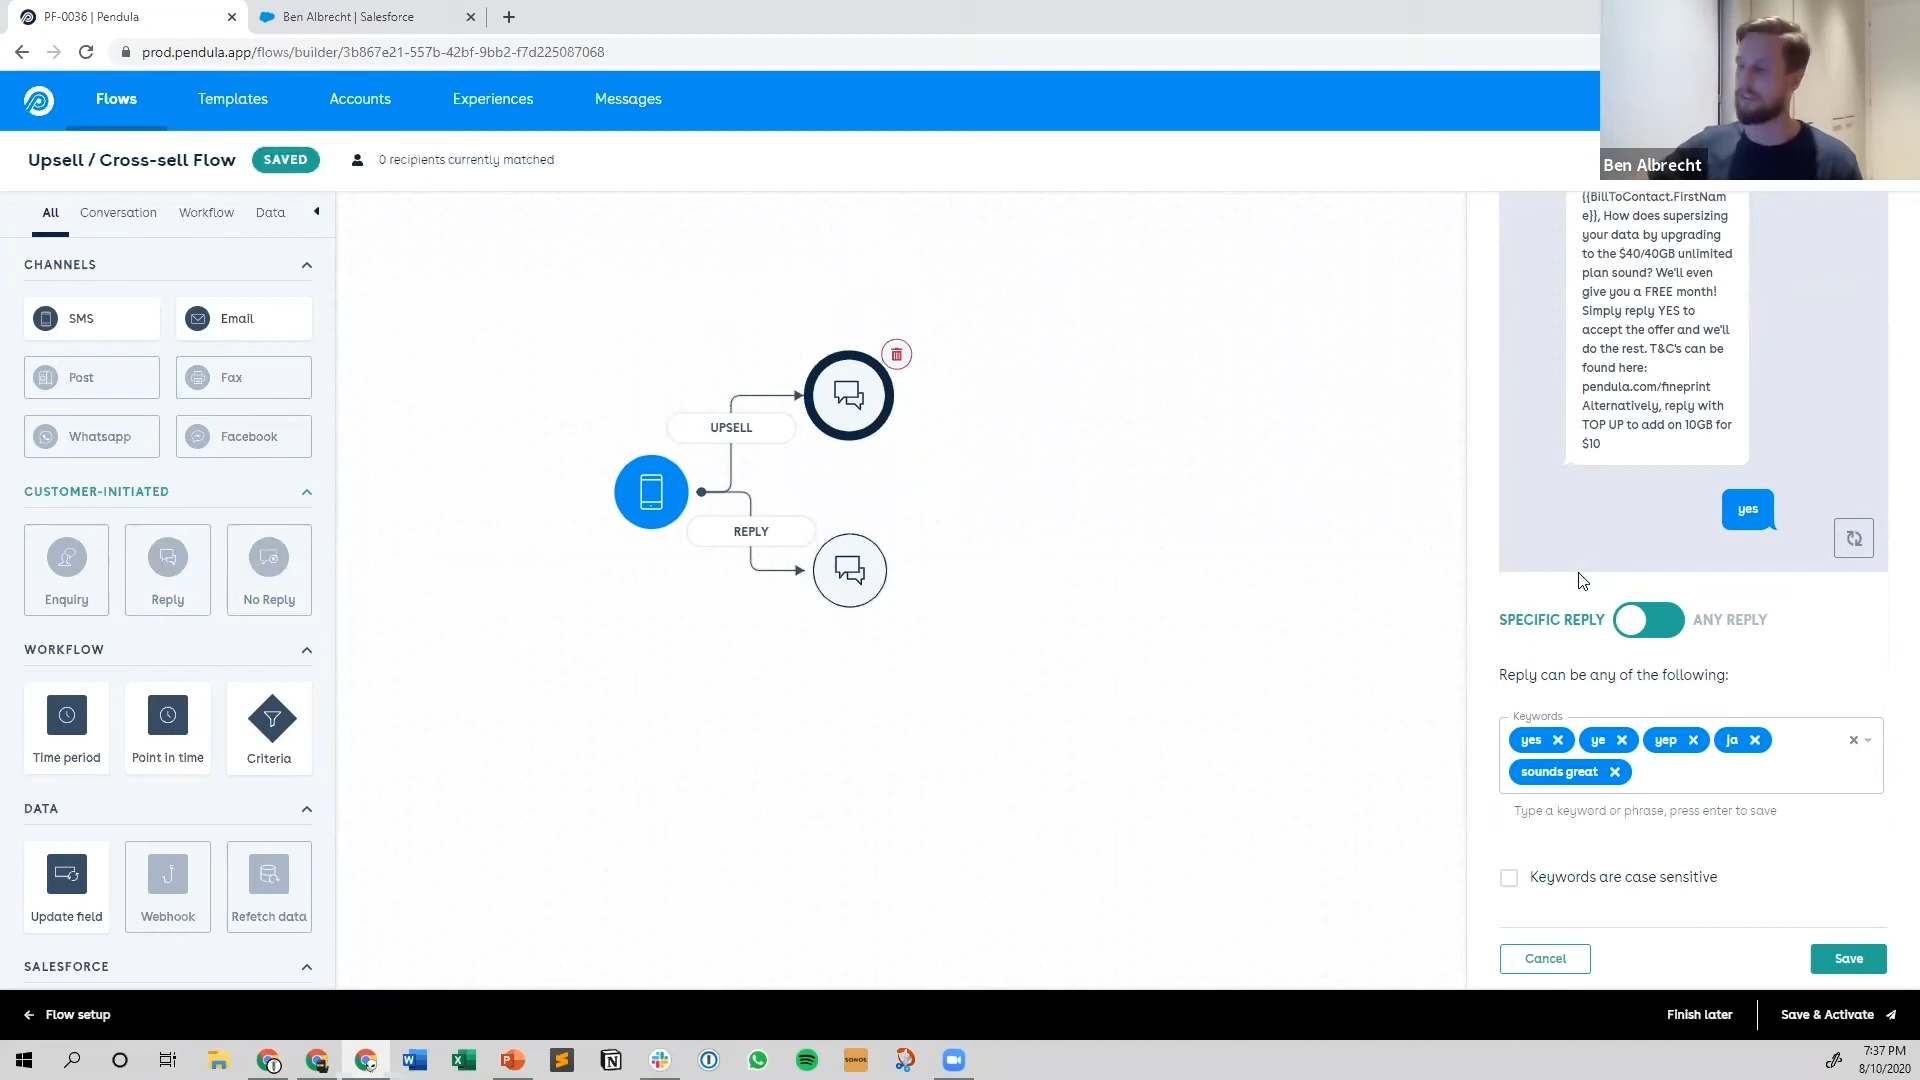 PF-0036 | Pendula
Ben Albrecht | Salesforce
prod.pendula.app/flows/builder/3b867e21-557b-42bf-9bb2-f7d225087068
Flows
Templates
Accounts
Experiences
Messages
Ben Albrecht
Upsell / Cross-sell Flow
SAVED
0 recipients currently matched
All
Conversation
Workflow
Data
CHANNELS
SMS
Email
Post
Fax
Whatsapp
Facebook
CUSTOMER-INITIATED
Enquiry
Reply
No Reply
WORKFLOW
Time period
Point in time
Criteria
DATA
Update field
Webhook
Refetch data
SALESFORCE
UPSELL
REPLY
{{BillToContact.FirstNam
e}}, How does supersizing
your data by upgrading
to the $40/40GB unlimited
plan sound? We'll even
give you a FREE month!
Simply reply YES to
accept the offer and we'll
do the rest. T&C's can be
found here:
pendula.com/fineprint
Alternatively, reply with
TOP UP to add on 10GB for
$10
yes
SPECIFIC REPLY
ANY REPLY
Reply can be any of the following:
Keywords
yes
ye
yep
ja
sounds great
Type a keyword or phrase, press enter to save
Keywords are case sensitive
Cancel
Save
Flow setup
Finish later
Save & Activate
SONOS
7:37 PM
8/10/2020